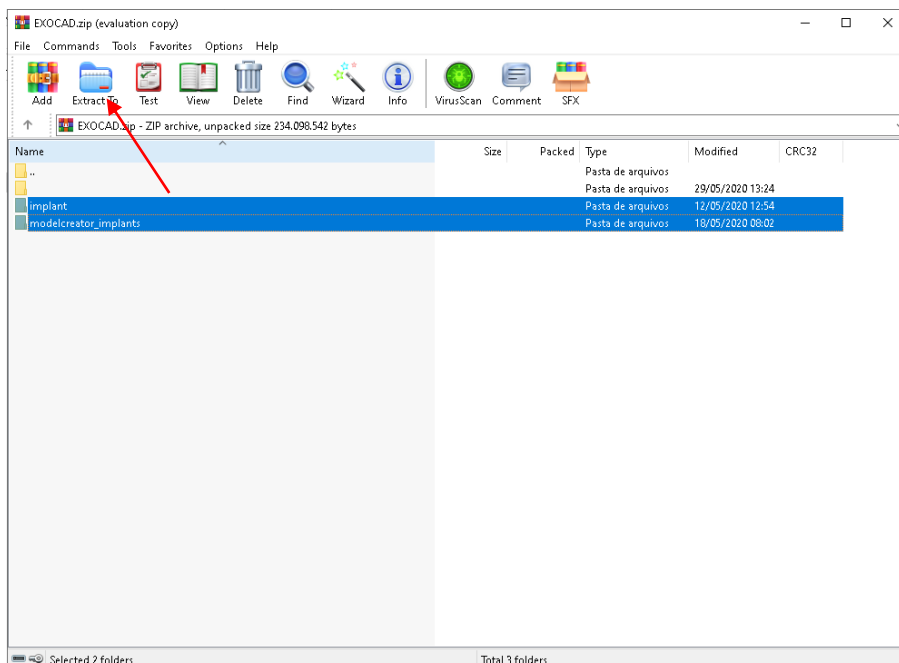 EXOCAD.zip (evaluation copy)
File Commands Tools Favorites Options Help
Add Extract To Test View Delete Find Wizard Info VirusScan Comment SFX
EXOCAD.zip - ZIP archive, unpacked size 234.098.542 bytes
Name Size Packed Type Modified CRC32
.. Pasta de arquivos
Pasta de arquivos 29/05/2020 13:24
implant Pasta de arquivos 12/05/2020 12:54
modelcreator_implants Pasta de arquivos 18/05/2020 08:02
Selected 2 folders Total 3 folders